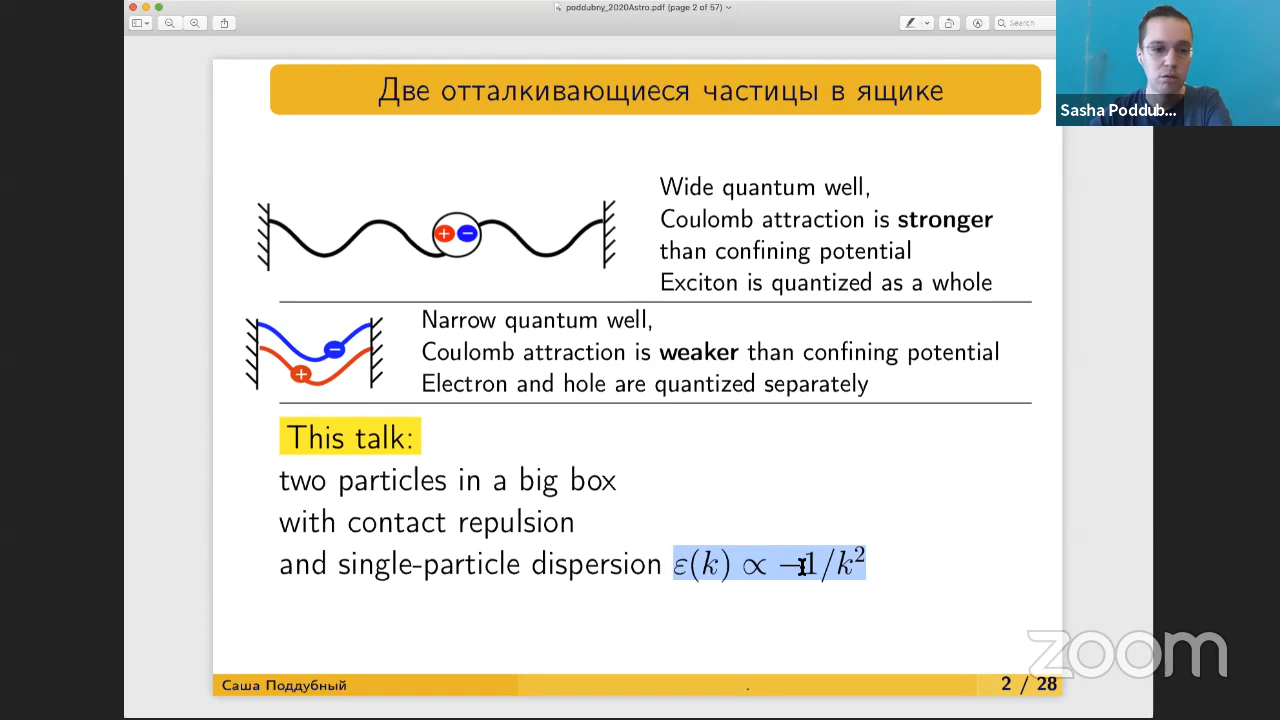 poddubny_2020Astro.pdf (page 2 of 57)
Search
Sasha Poddub...
Две отталкивающиеся частицы в ящике
Wide quantum well,
Coulomb attraction is stronger
than confining potential
Exciton is quantized as a whole
+ −
Narrow quantum well,
Coulomb attraction is weaker than confining potential
Electron and hole are quantized separately
−
+
This talk:
two particles in a big box
with contact repulsion
and single-particle dispersion ε(k) ∝ −1/k²
zoom
Саша Поддубный
.
2 / 28